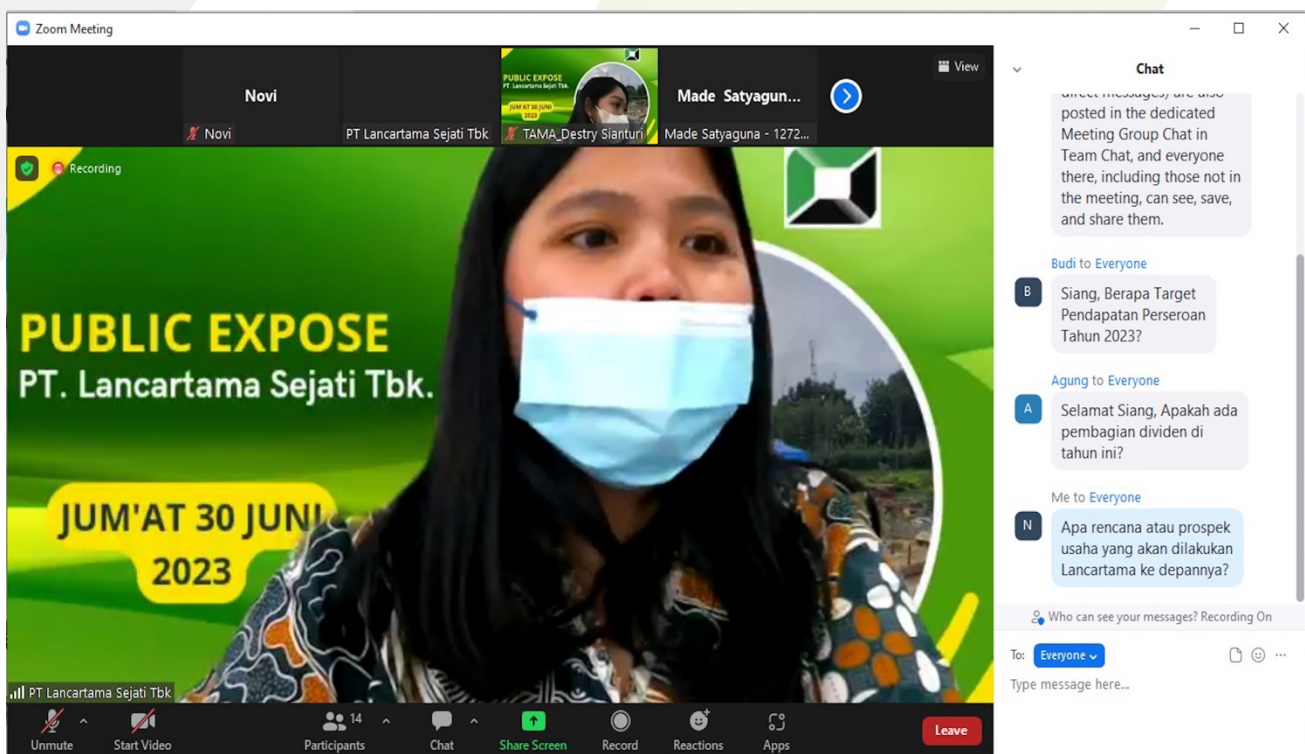 Zoom Meeting
Novi
Novi
PT Lancartama Sejati Tbk
PUBLIC EXPOSE
PT. Lancartama Sejati Tbk.
JUM'AT 30 JUNI
2023
TAMA_Destry Sianturi
Made Satyagun...
Made Satyaguna - 1272...
View
Recording
PUBLIC EXPOSE
PT. Lancartama Sejati Tbk.
JUM'AT 30 JUNI
2023
PT Lancartama Sejati Tbk
Unmute
Start Video
14
Participants
Chat
Share Screen
Record
Reactions
Apps
Leave
Chat
posted in the dedicated
Meeting Group Chat in
Team Chat, and everyone
there, including those not in
the meeting, can see, save,
and share them.
Budi to Everyone
B
Siang, Berapa Target
Pendapatan Perseroan
Tahun 2023?
Agung to Everyone
A
Selamat Siang, Apakah ada
pembagian dividen di
tahun ini?
Me to Everyone
N
Apa rencana atau prospek
usaha yang akan dilakukan
Lancartama ke depannya?
Who can see your messages? Recording On
To: Everyone
Type message here...